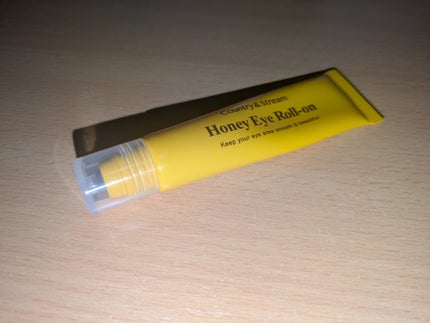 Country & Stream
Honey Eye Roll-on
Keep your eye area smooth & beautiful